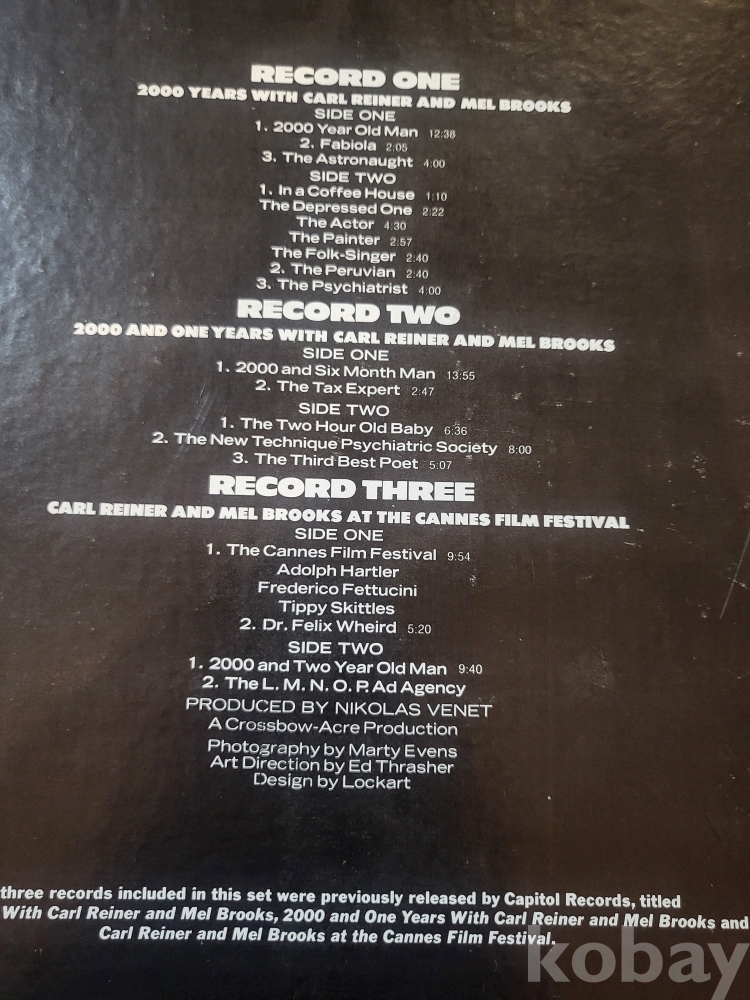 RECORD ONE
2000 YEARS WITH CARL REINER AND MEL BROOKS
SIDE ONE
1. 2000 Year Old Man 12:38
2. Fabiola 2:05
3. The Astronaught 4:00
SIDE TWO
1. In a Coffee House 1:10
The Depressed One 2:22
The Actor 4:30
The Painter 2:57
The Folk-Singer 2:40
2. The Peruvian 2:40
3. The Psychiatrist 4:00
RECORD TWO
2000 AND ONE YEARS WITH CARL REINER AND MEL BROOKS
SIDE ONE
1. 2000 and Six Month Man 13:55
2. The Tax Expert 2:47
SIDE TWO
1. The Two Hour Old Baby 6:36
2. The New Technique Psychiatric Society 8:00
3. The Third Best Poet 5:07
RECORD THREE
CARL REINER AND MEL BROOKS AT THE CANNES FILM FESTIVAL
SIDE ONE
1. The Cannes Film Festival 9:54
Adolph Hartler
Frederico Fettucini
Tippy Skittles
2. Dr. Felix Wheird 5:20
SIDE TWO
1. 2000 and Two Year Old Man 9:40
2. The L. M. N. O. P. Ad Agency
PRODUCED BY NIKOLAS VENET
A Crossbow-Acre Production
Photography by Marty Evens
Art Direction by Ed Thrasher
Design by Lockart
three records included in this set were previously released by Capitol Records, titled
With Carl Reiner and Mel Brooks, 2000 and One Years With Carl Reiner and Mel Brooks and
Carl Reiner and Mel Brooks at the Cannes Film Festival.
kobay